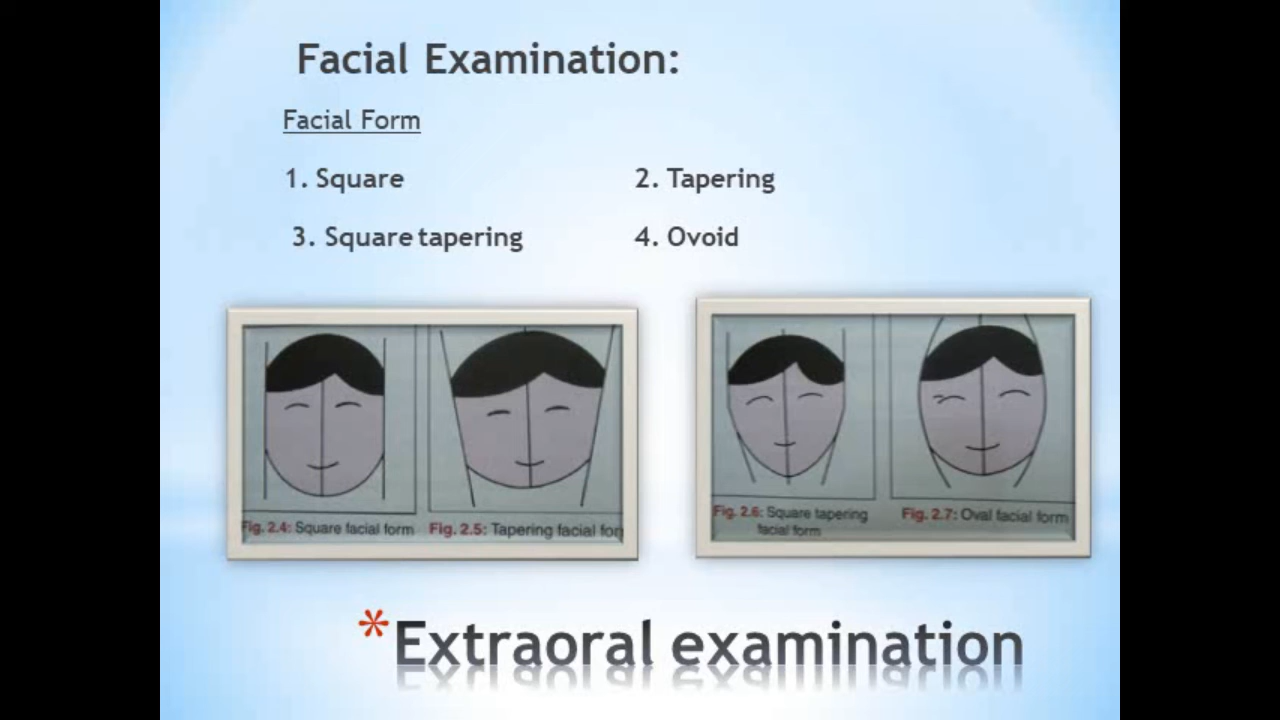 Facial Examination:
Facial Form
1. Square
2. Tapering
3. Square tapering
4. Ovoid
Fig. 2.4: Square facial form
Fig. 2.5: Tapering facial for
Fig. 2.6: Square tapering
facial form
Fig. 2.7: Oval facial form
*Extraoral examination